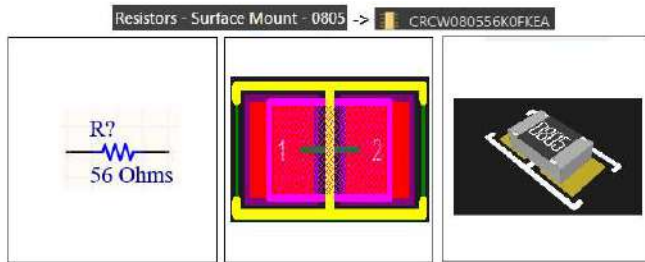 Resistors - Surface Mount - 0805 -> CRCW080556K0FKEA
R?
56 Ohms
1 2
0805